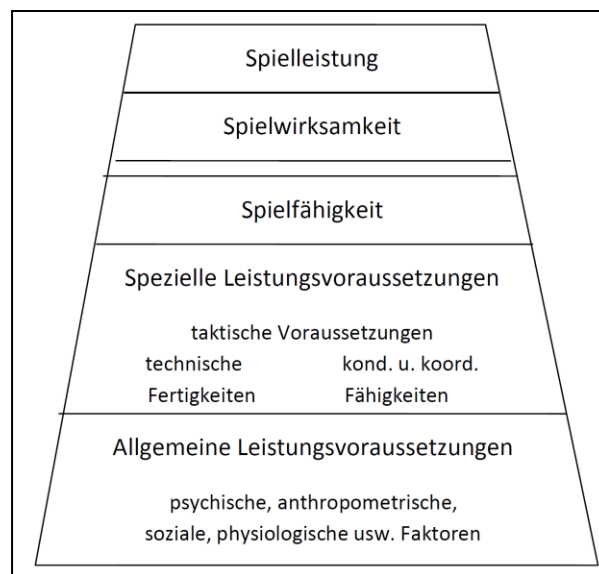 Spielleistung
Spielwirksamkeit
Spielfähigkeit
Spezielle Leistungsvoraussetzungen
taktische Voraussetzungen
technische kond. u. koord.
Fertigkeiten Fähigkeiten
Allgemeine Leistungsvoraussetzungen
psychische, anthropometrische,
soziale, physiologische usw. Faktoren